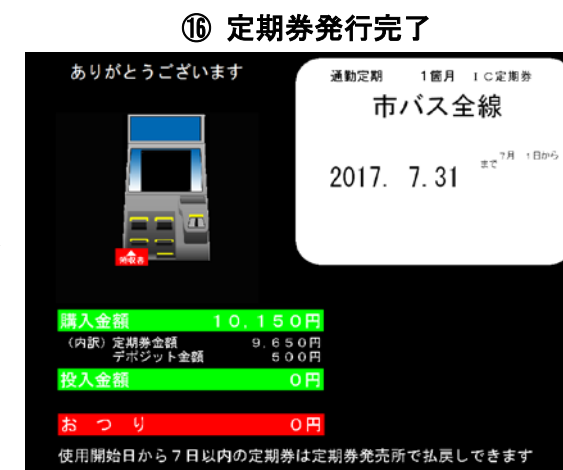 ⑯ 定期券発行完了
ありがとうございます
通勤定期 1箇月 IC定期券
市バス全線
7月 1日から
2017. 7.31 まで
領収書
購入金額 10,150円
(内訳)定期券金額 9,650円
デポジット金額 500円
投入金額 0円
おつり 0円
使用開始日から7日以内の定期券は定期券発売所で払戻しできます